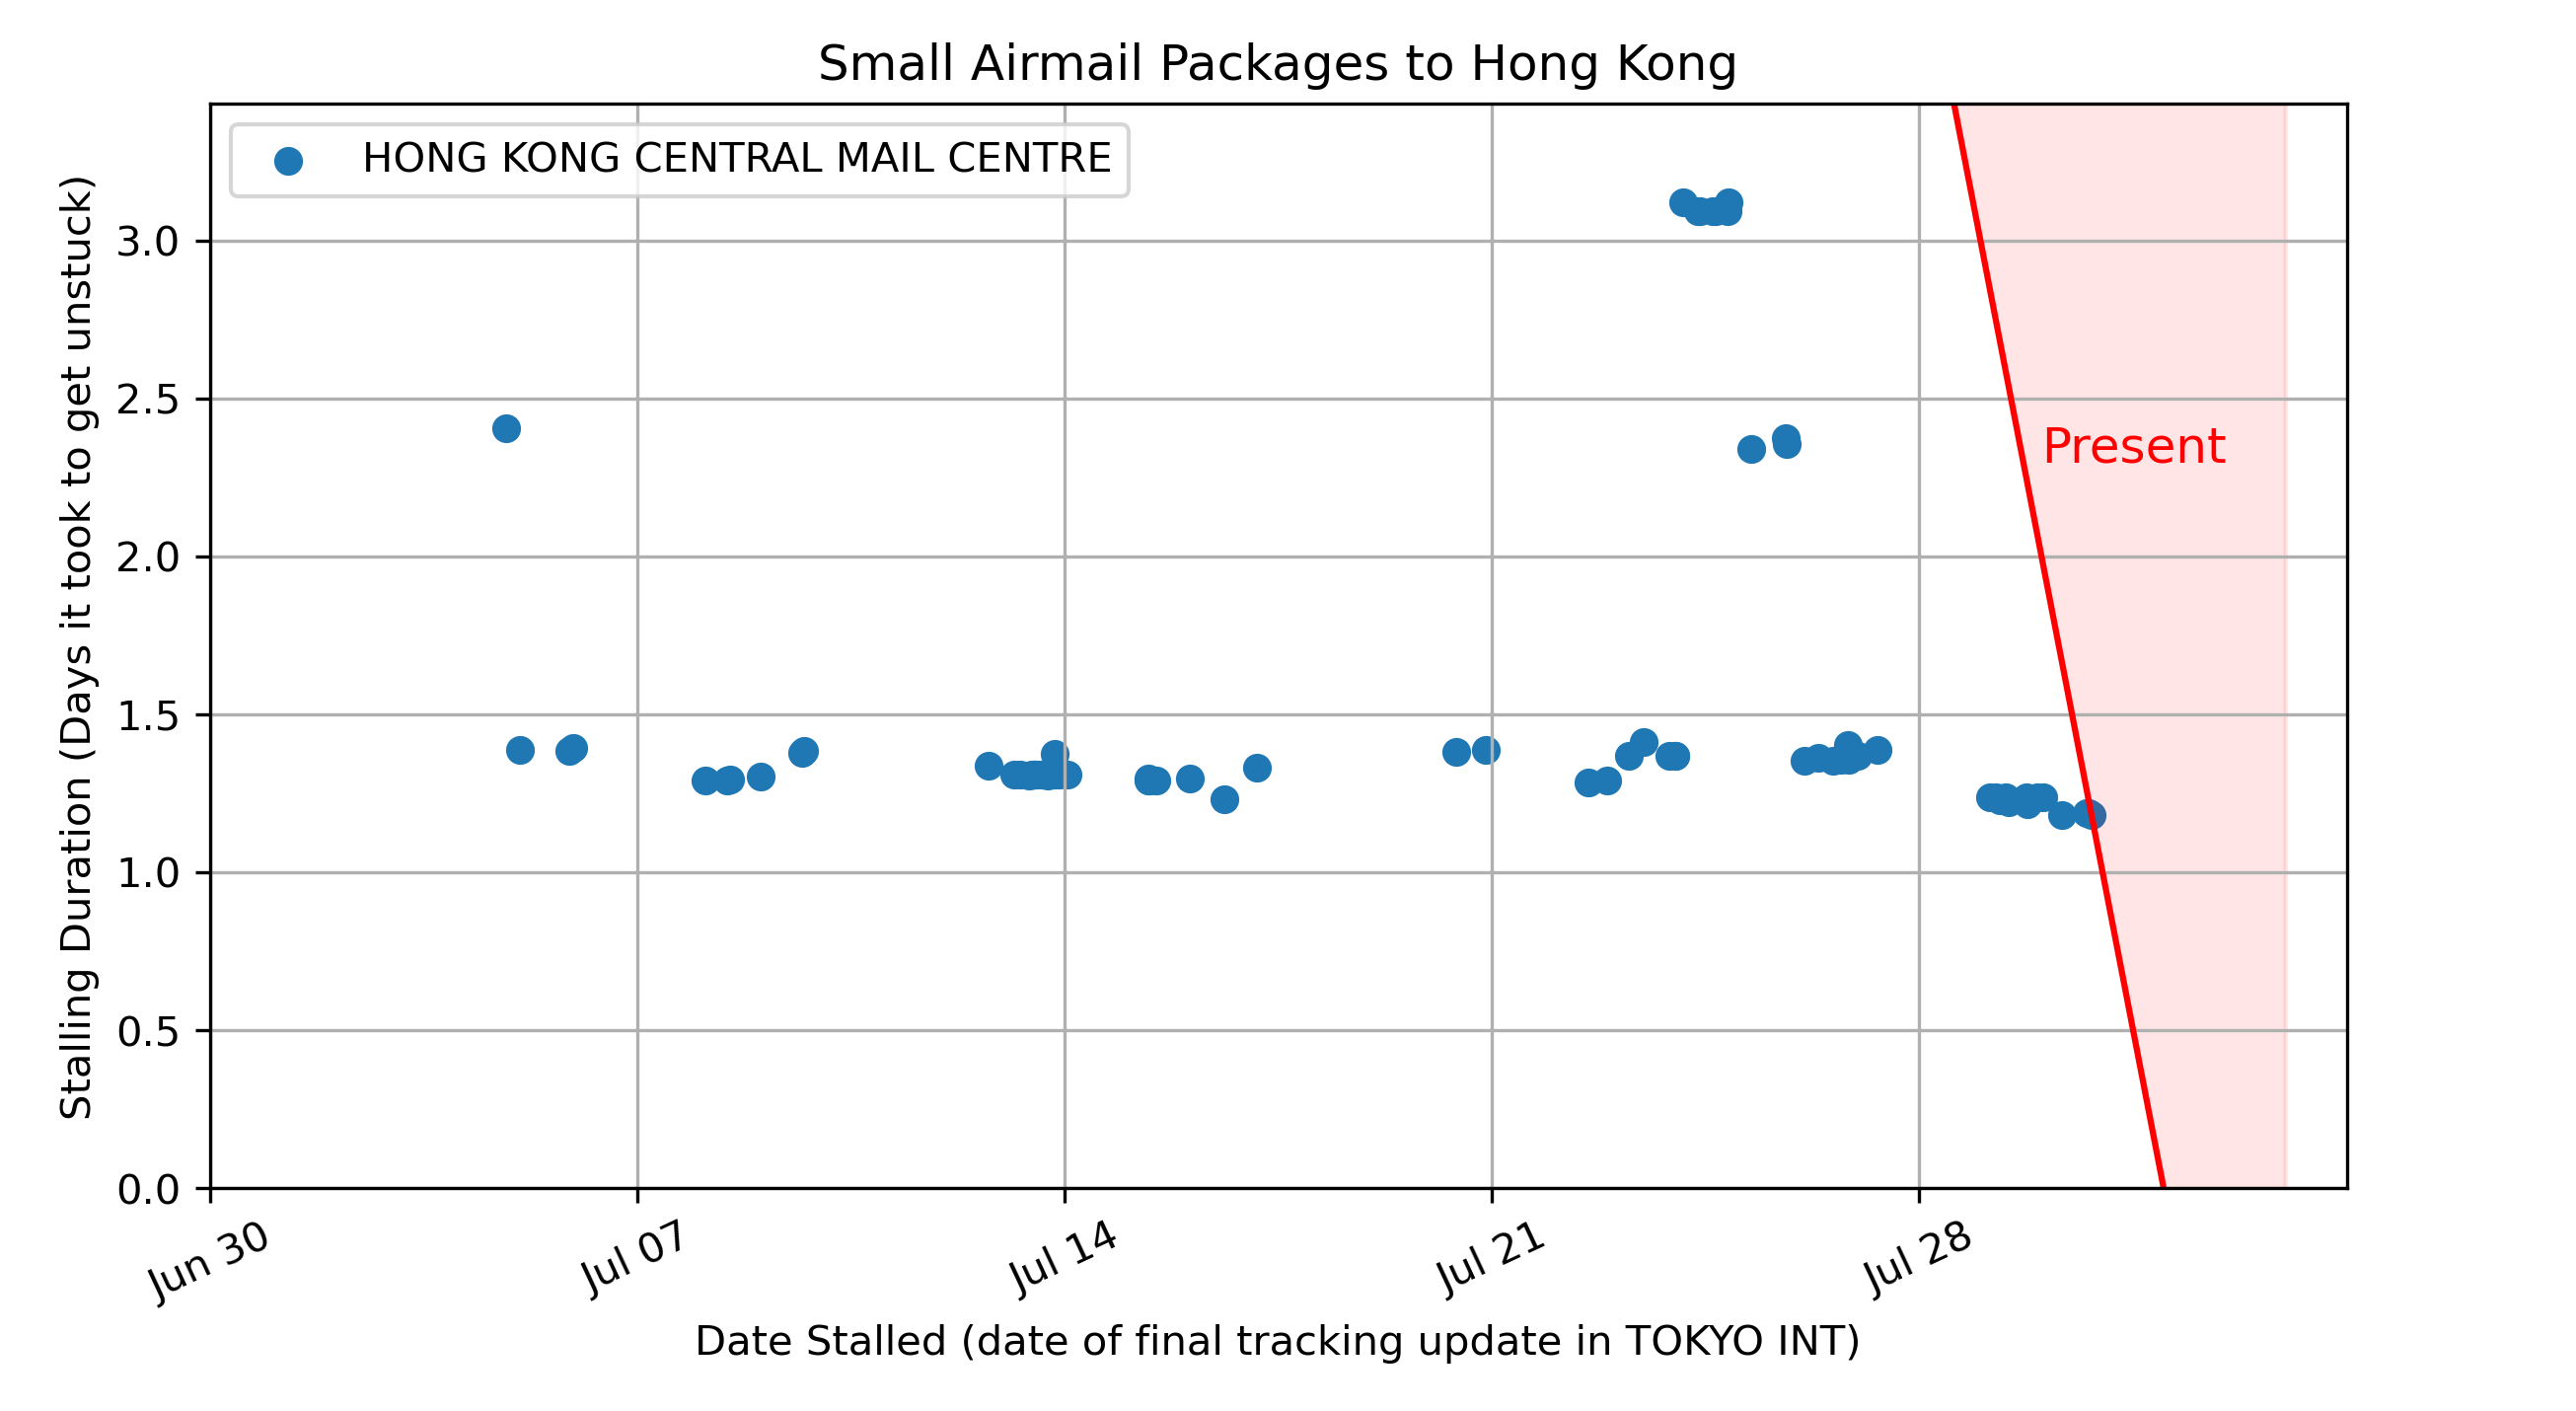 Small Airmail Packages to Hong Kong
HONG KONG CENTRAL MAIL CENTRE
Stalling Duration (Days it took to get unstuck)
3.0
2.5
2.0
1.5
1.0
0.5
0.0
Present
Jun 30
Jul 07
Jul 14
Jul 21
Jul 28
Date Stalled (date of final tracking update in TOKYO INT)